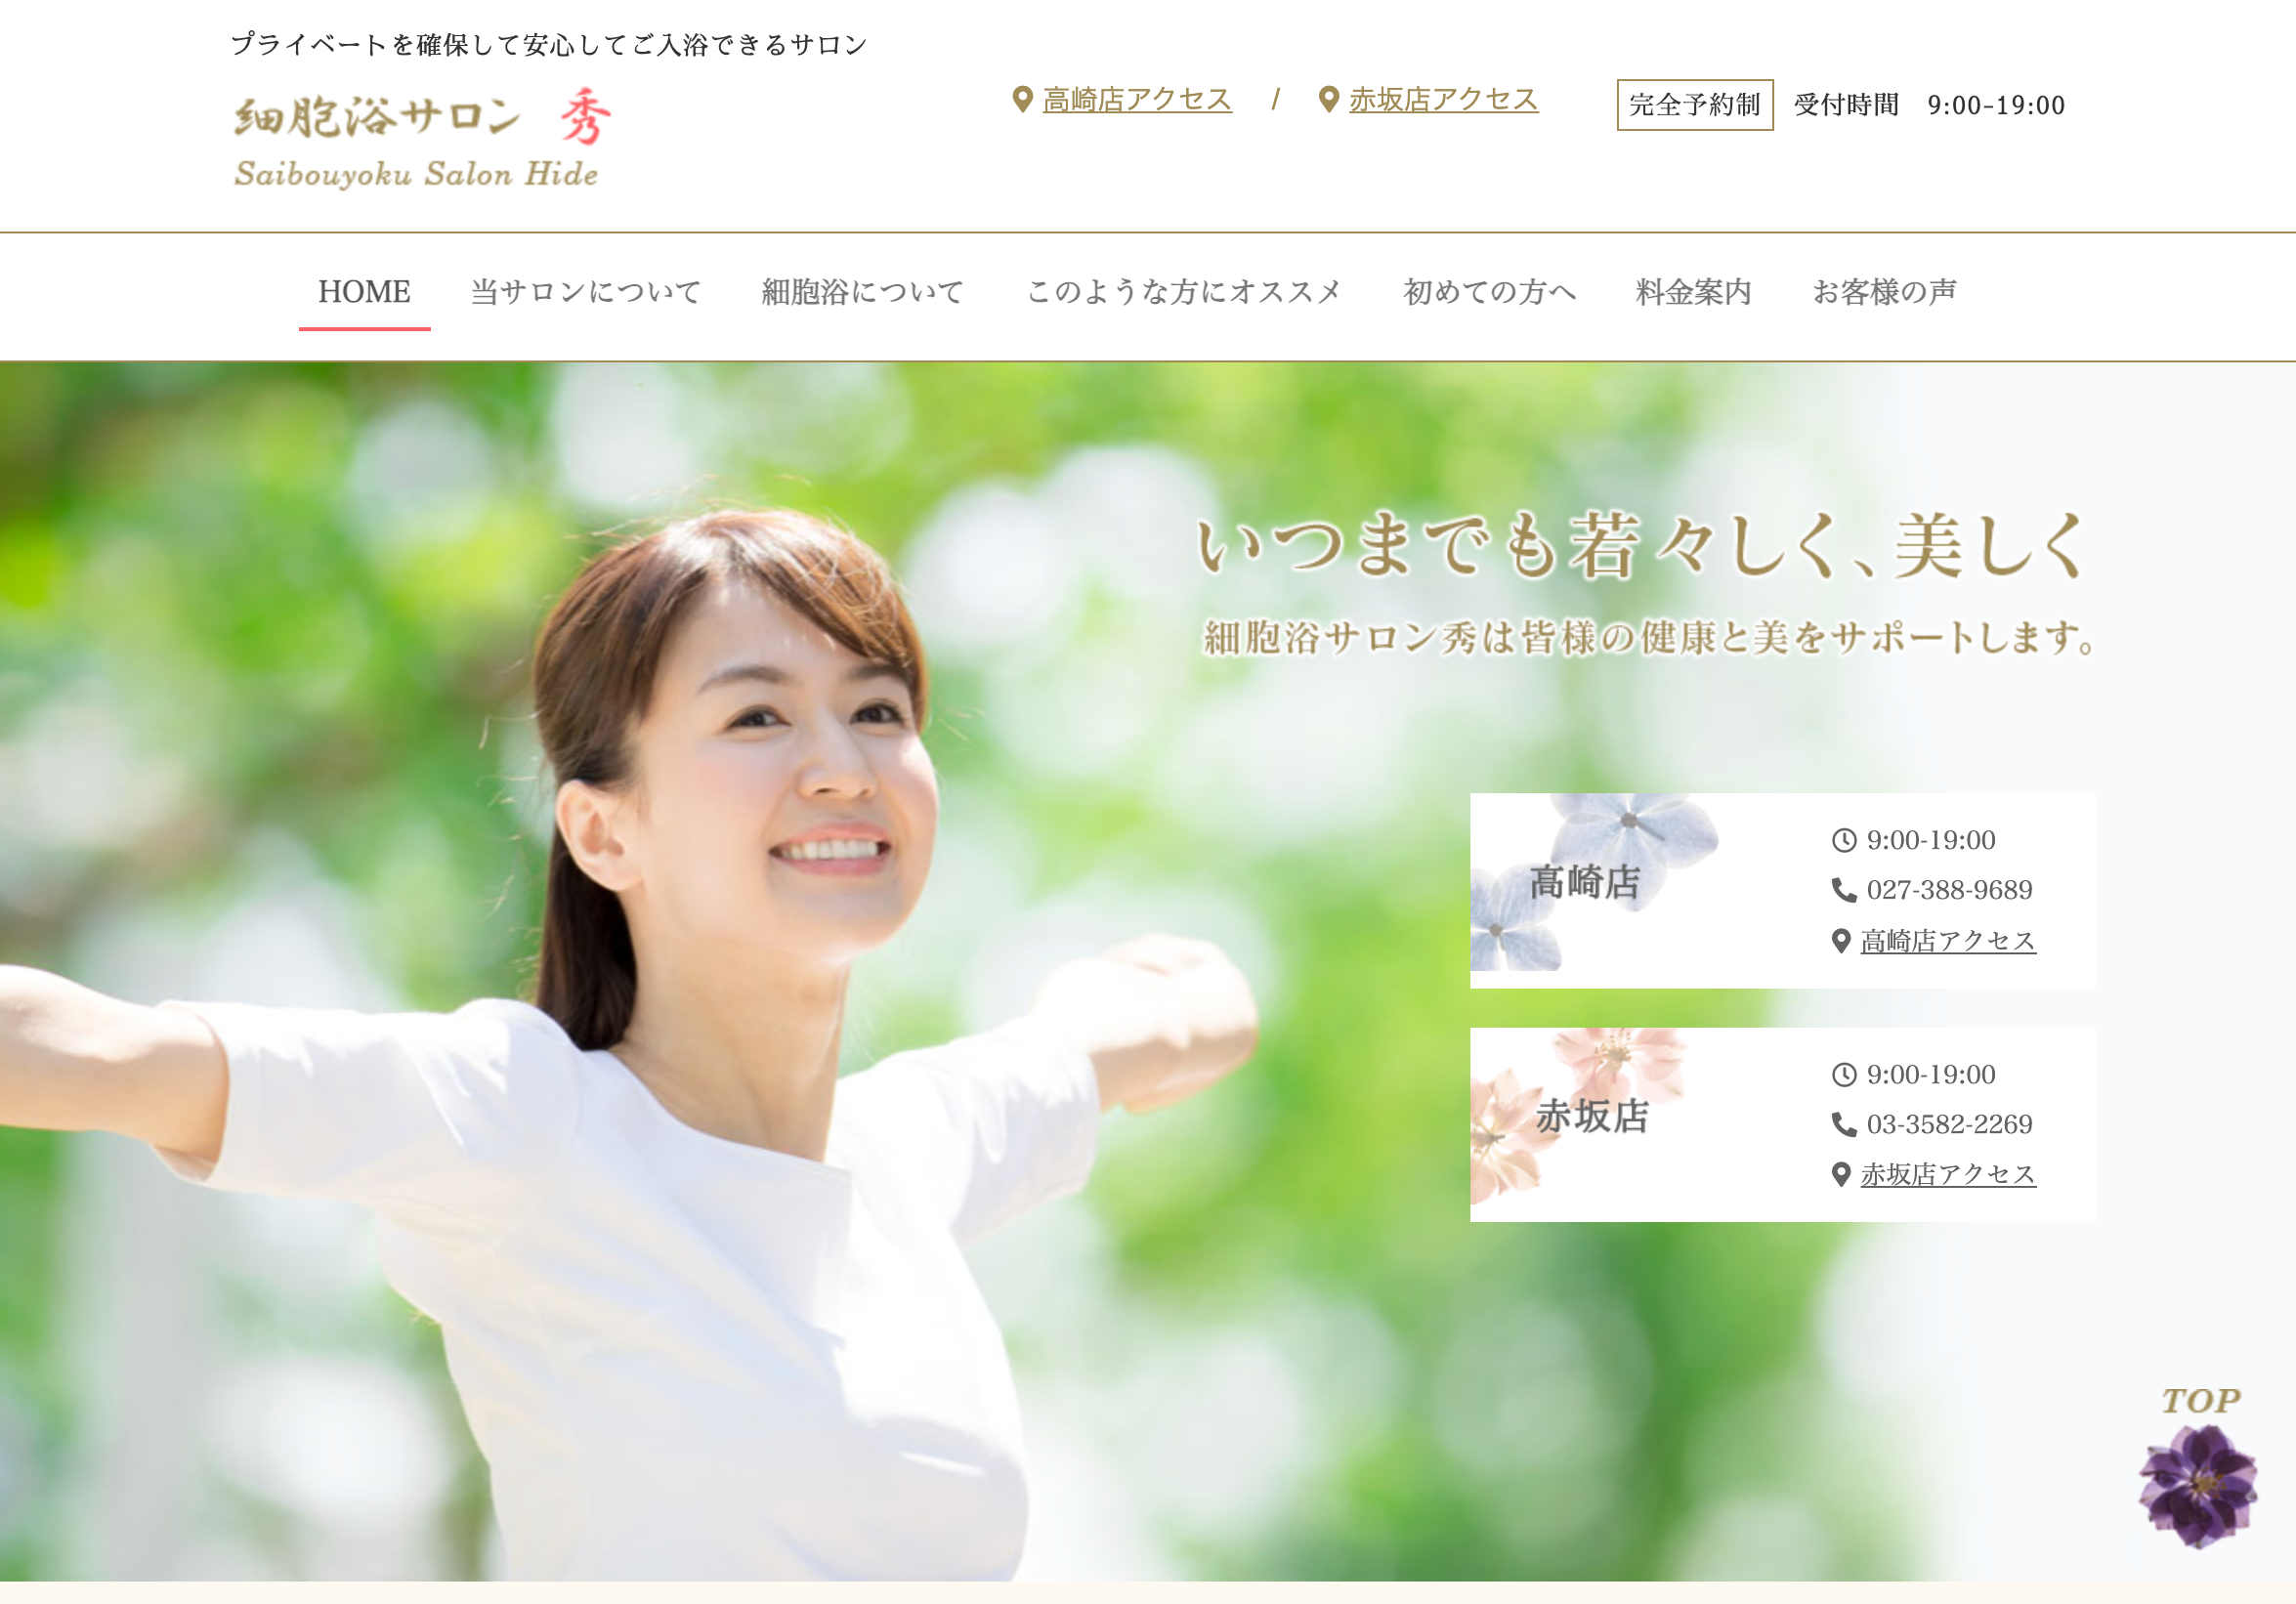 プライベートを確保して安心してご入浴できるサロン
細胞浴サロン 秀
Saibouyoku Salon Hide
高崎店アクセス / 赤坂店アクセス
完全予約制 受付時間 9:00-19:00
HOME 当サロンについて 細胞浴について このような方にオススメ 初めての方へ 料金案内 お客様の声
いつまでも若々しく、美しく
細胞浴サロン秀は皆様の健康と美をサポートします。
高崎店
9:00-19:00
027-388-9689
高崎店アクセス
赤坂店
9:00-19:00
03-3582-2269
赤坂店アクセス
TOP